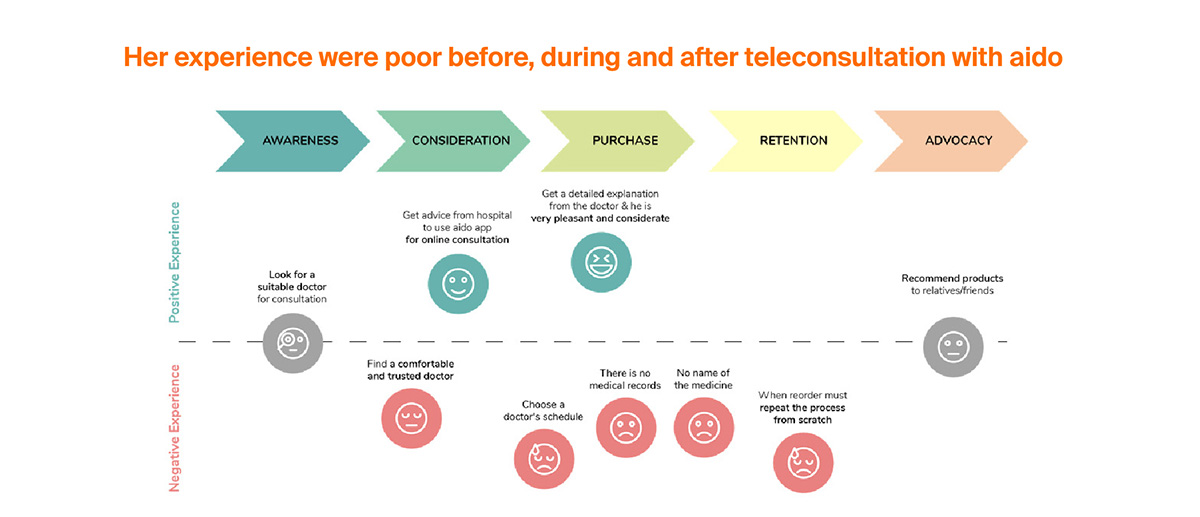 Her experience were poor before, during and after teleconsultation with aido
AWARENESS
CONSIDERATION
PURCHASE
RETENTION
ADVOCACY
Positive Experience
Negative Experience
Look for a
suitable doctor
for consultation
Get advice from hospital
to use aido app
for online consultation
Find a comfortable
and trusted doctor
Get a detailed explanation
from the doctor & he is
very pleasant and considerate
Choose a
doctor's schedule
There is no
medical records
No name of
the medicine
When reorder must
repeat the process
from scratch
Recommend products
to relatives/friends